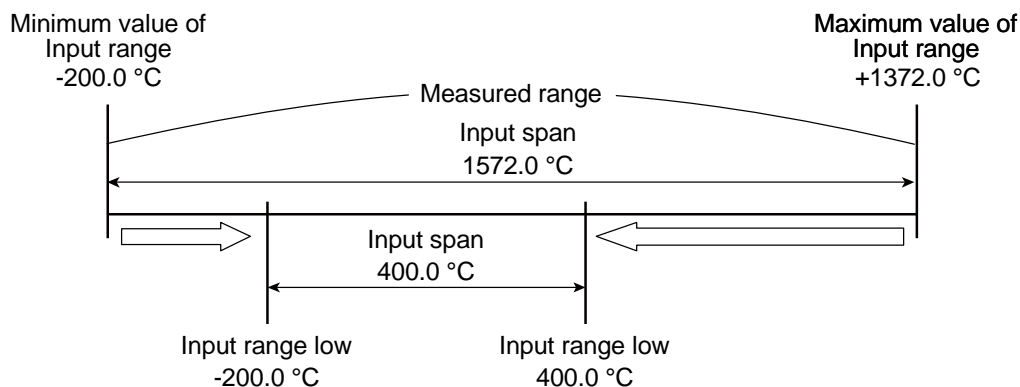 Minimum value of
Input range
-200.0 °C
Maximum value of
Input range
+1372.0 °C
Measured range
Input span
1572.0 °C
Input span
400.0 °C
Input range low
-200.0 °C
Input range low
400.0 °C